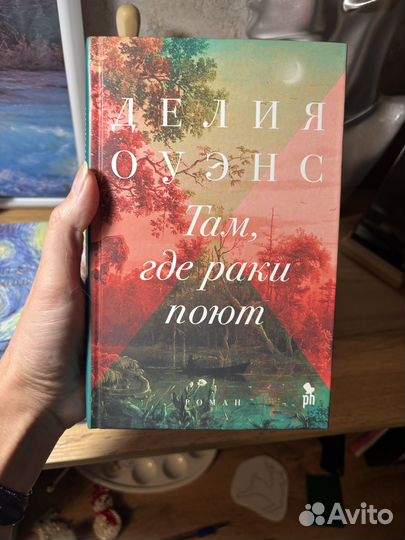 ДЕЛИЯ
ОУЭНС
Там,
где раки
поют
РОМАН
ph
Avito